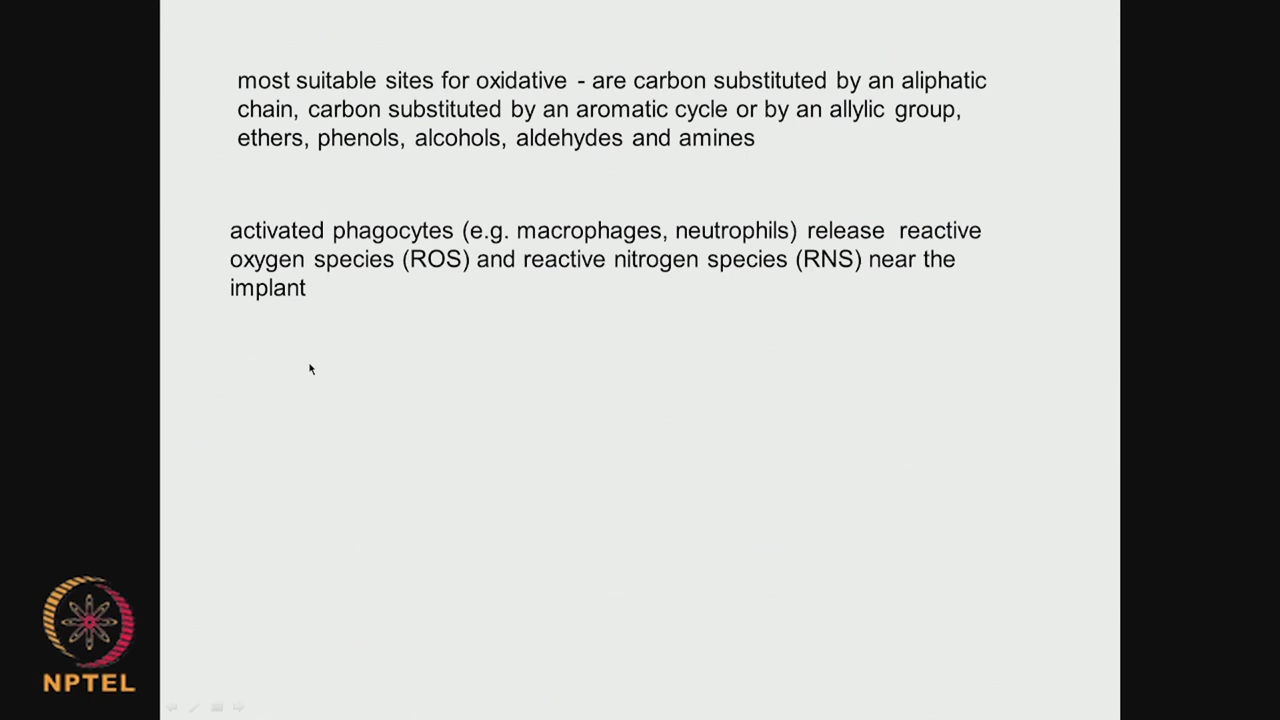 most suitable sites for oxidative - are carbon substituted by an aliphatic
chain, carbon substituted by an aromatic cycle or by an allylic group,
ethers, phenols, alcohols, aldehydes and amines
activated phagocytes (e.g. macrophages, neutrophils) release reactive
oxygen species (ROS) and reactive nitrogen species (RNS) near the
implant
NPTEL